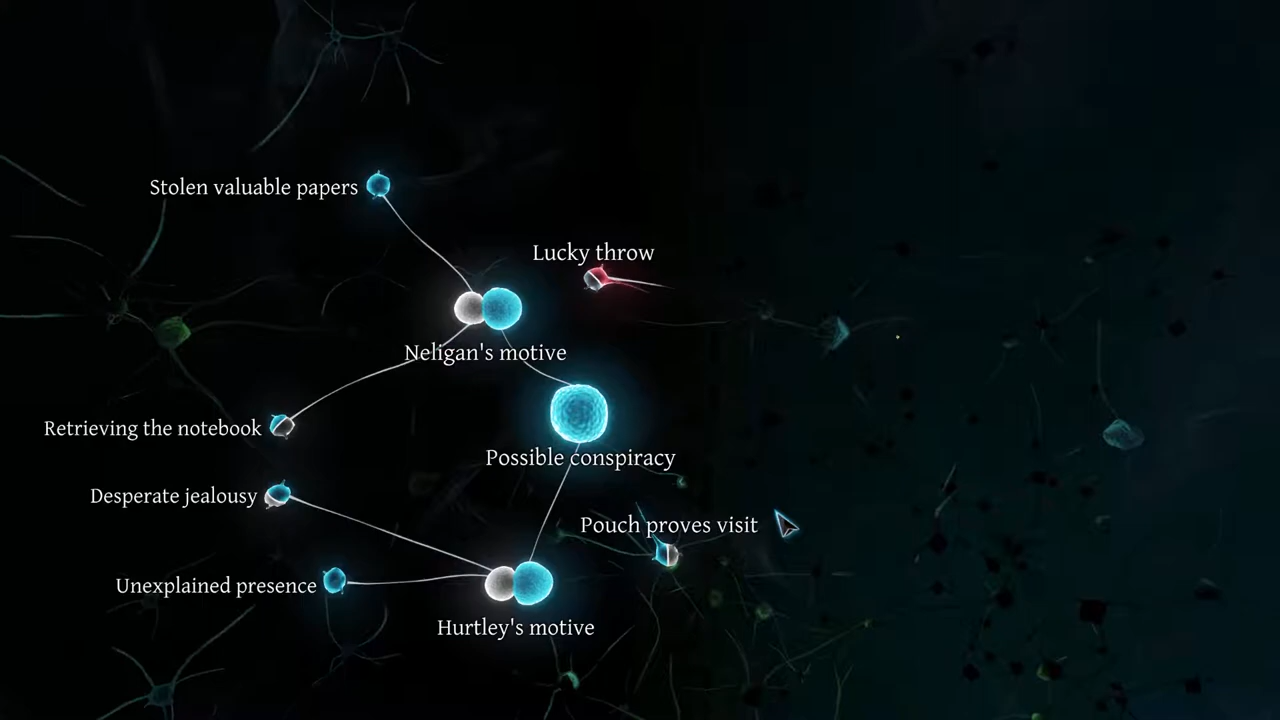 Stolen valuable papers
Lucky throw
Neligan's motive
Retrieving the notebook
Possible conspiracy
Desperate jealousy
Pouch proves visit
Unexplained presence
Hurtley's motive